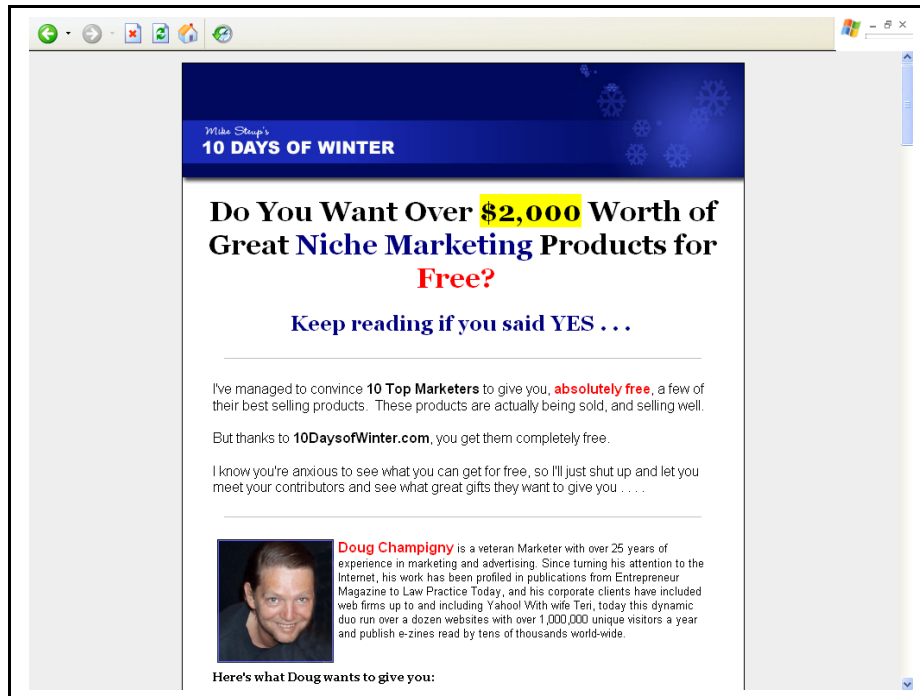 Mike Steup's
10 DAYS OF WINTER
Do You Want Over $2,000 Worth of
Great Niche Marketing Products for
Free?
Keep reading if you said YES . . .
I've managed to convince 10 Top Marketers to give you, absolutely free, a few of
their best selling products.  These products are actually being sold, and selling well.
But thanks to 10DaysofWinter.com, you get them completely free.
I know you're anxious to see what you can get for free, so I'll just shut up and let you
meet your contributors and see what great gifts they want to give you . . . .
Doug Champigny is a veteran Marketer with over 25 years of
experience in marketing and advertising. Since turning his attention to the
Internet, his work has been profiled in publications from Entrepreneur
Magazine to Law Practice Today, and his corporate clients have included
web firms up to and including Yahoo! With wife Teri, today this dynamic
duo run over a dozen websites with over 1,000,000 unique visitors a year
and publish e-zines read by tens of thousands world-wide.
Here's what Doug wants to give you: